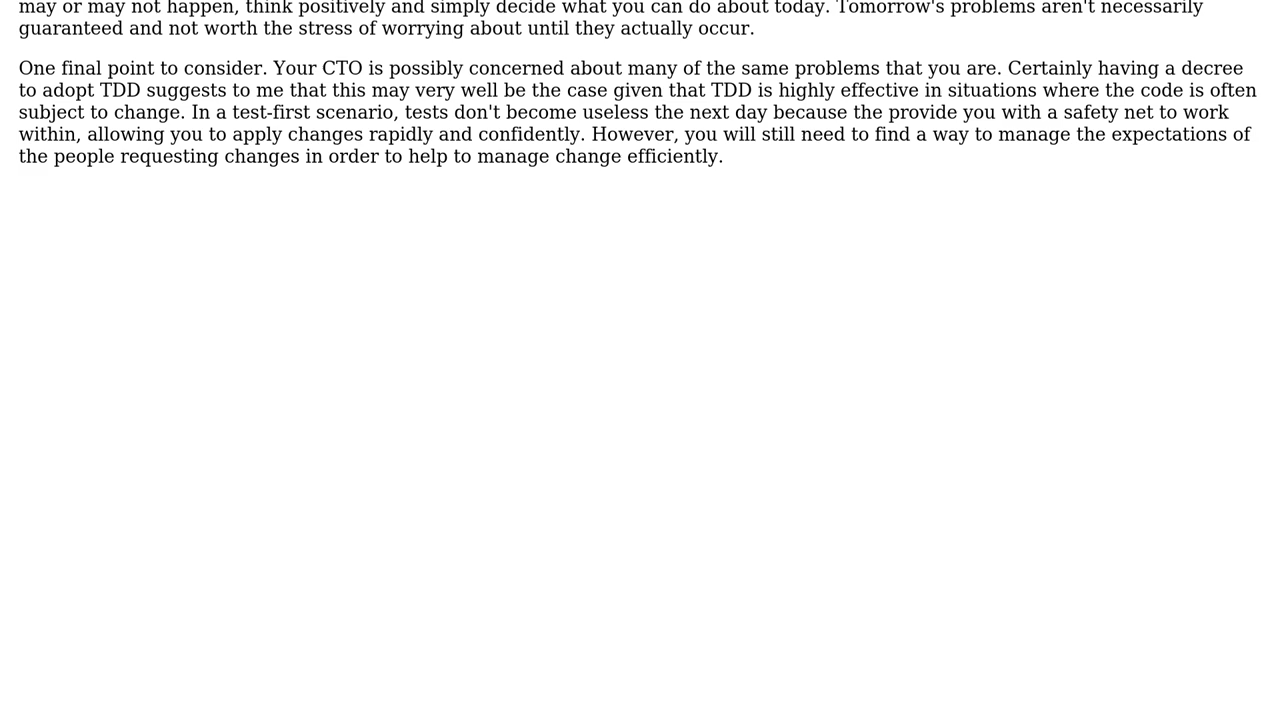 may or may not happen, think positively and simply decide what you can do about today. Tomorrow's problems aren't necessarily
guaranteed and not worth the stress of worrying about until they actually occur.
One final point to consider. Your CTO is possibly concerned about many of the same problems that you are. Certainly having a decree
to adopt TDD suggests to me that this may very well be the case given that TDD is highly effective in situations where the code is often
subject to change. In a test-first scenario, tests don't become useless the next day because the provide you with a safety net to work
within, allowing you to apply changes rapidly and confidently. However, you will still need to find a way to manage the expectations of
the people requesting changes in order to help to manage change efficiently.